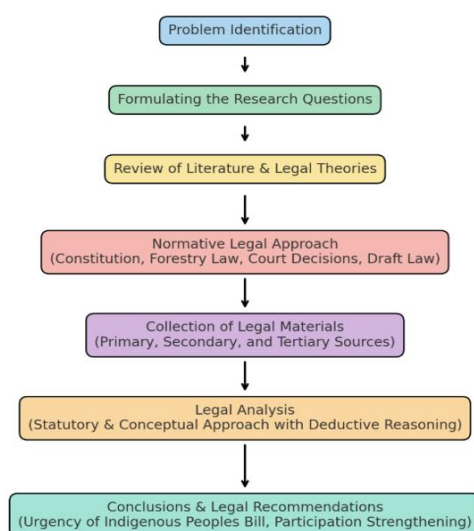 Problem Identification
Formulating the Research Questions
Review of Literature & Legal Theories
Normative Legal Approach
(Constitution, Forestry Law, Court Decisions, Draft Law)
Collection of Legal Materials
(Primary, Secondary, and Tertiary Sources)
Legal Analysis
(Statutory & Conceptual Approach with Deductive Reasoning)
Conclusions & Legal Recommendations
(Urgency of Indigenous Peoples Bill, Participation Strengthening)